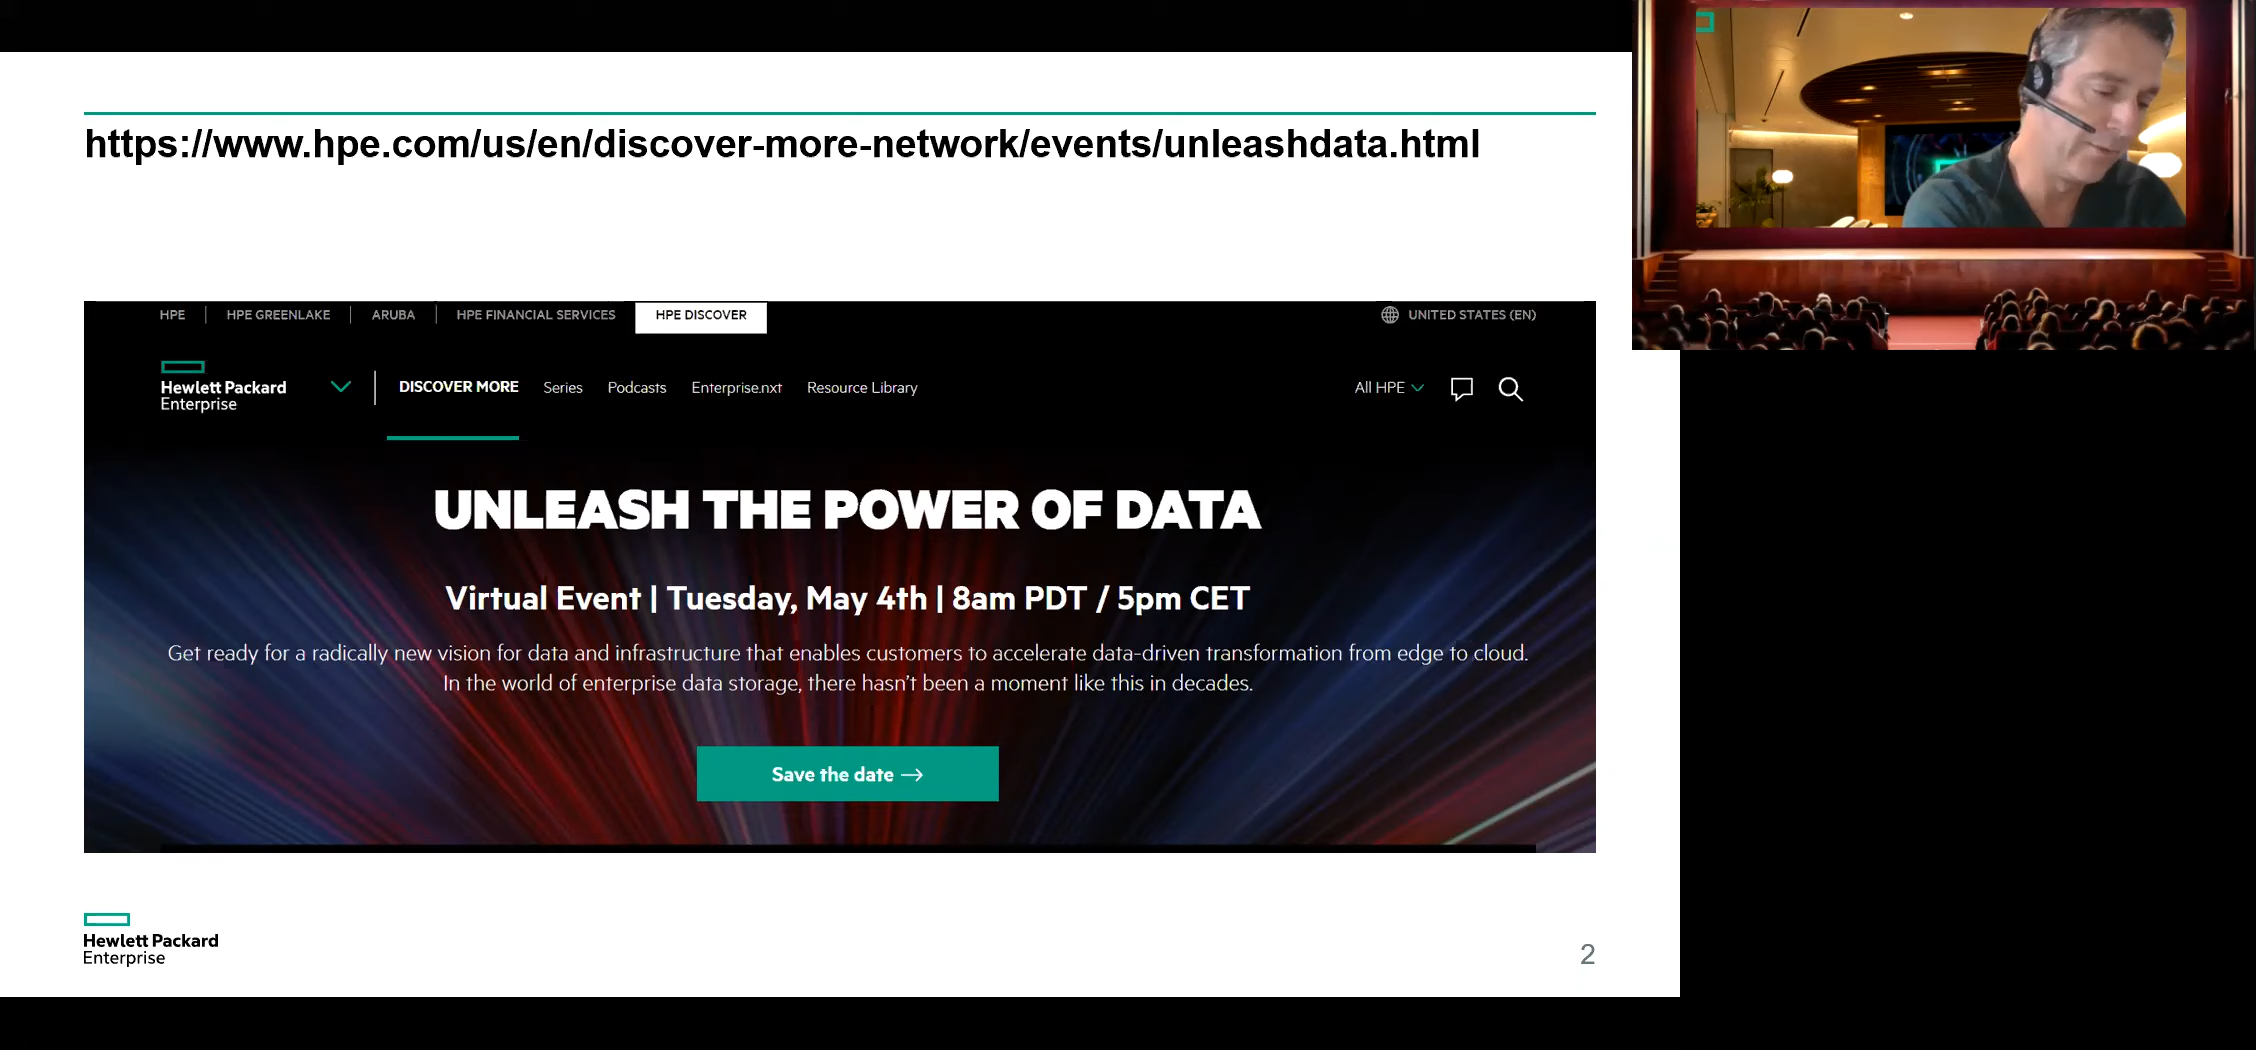 https://www.hpe.com/us/en/discover-more-network/events/unleashdata.html
HPE
HPE GREENLAKE
ARUBA
HPE FINANCIAL SERVICES
HPE DISCOVER
UNITED STATES (EN)
Hewlett Packard
Enterprise
DISCOVER MORE
Series
Podcasts
Enterprise.nxt
Resource Library
All HPE
UNLEASH THE POWER OF DATA
Virtual Event | Tuesday, May 4th | 8am PDT / 5pm CET
Get ready for a radically new vision for data and infrastructure that enables customers to accelerate data-driven transformation from edge to cloud.
In the world of enterprise data storage, there hasn't been a moment like this in decades.
Save the date →
Hewlett Packard
Enterprise
2